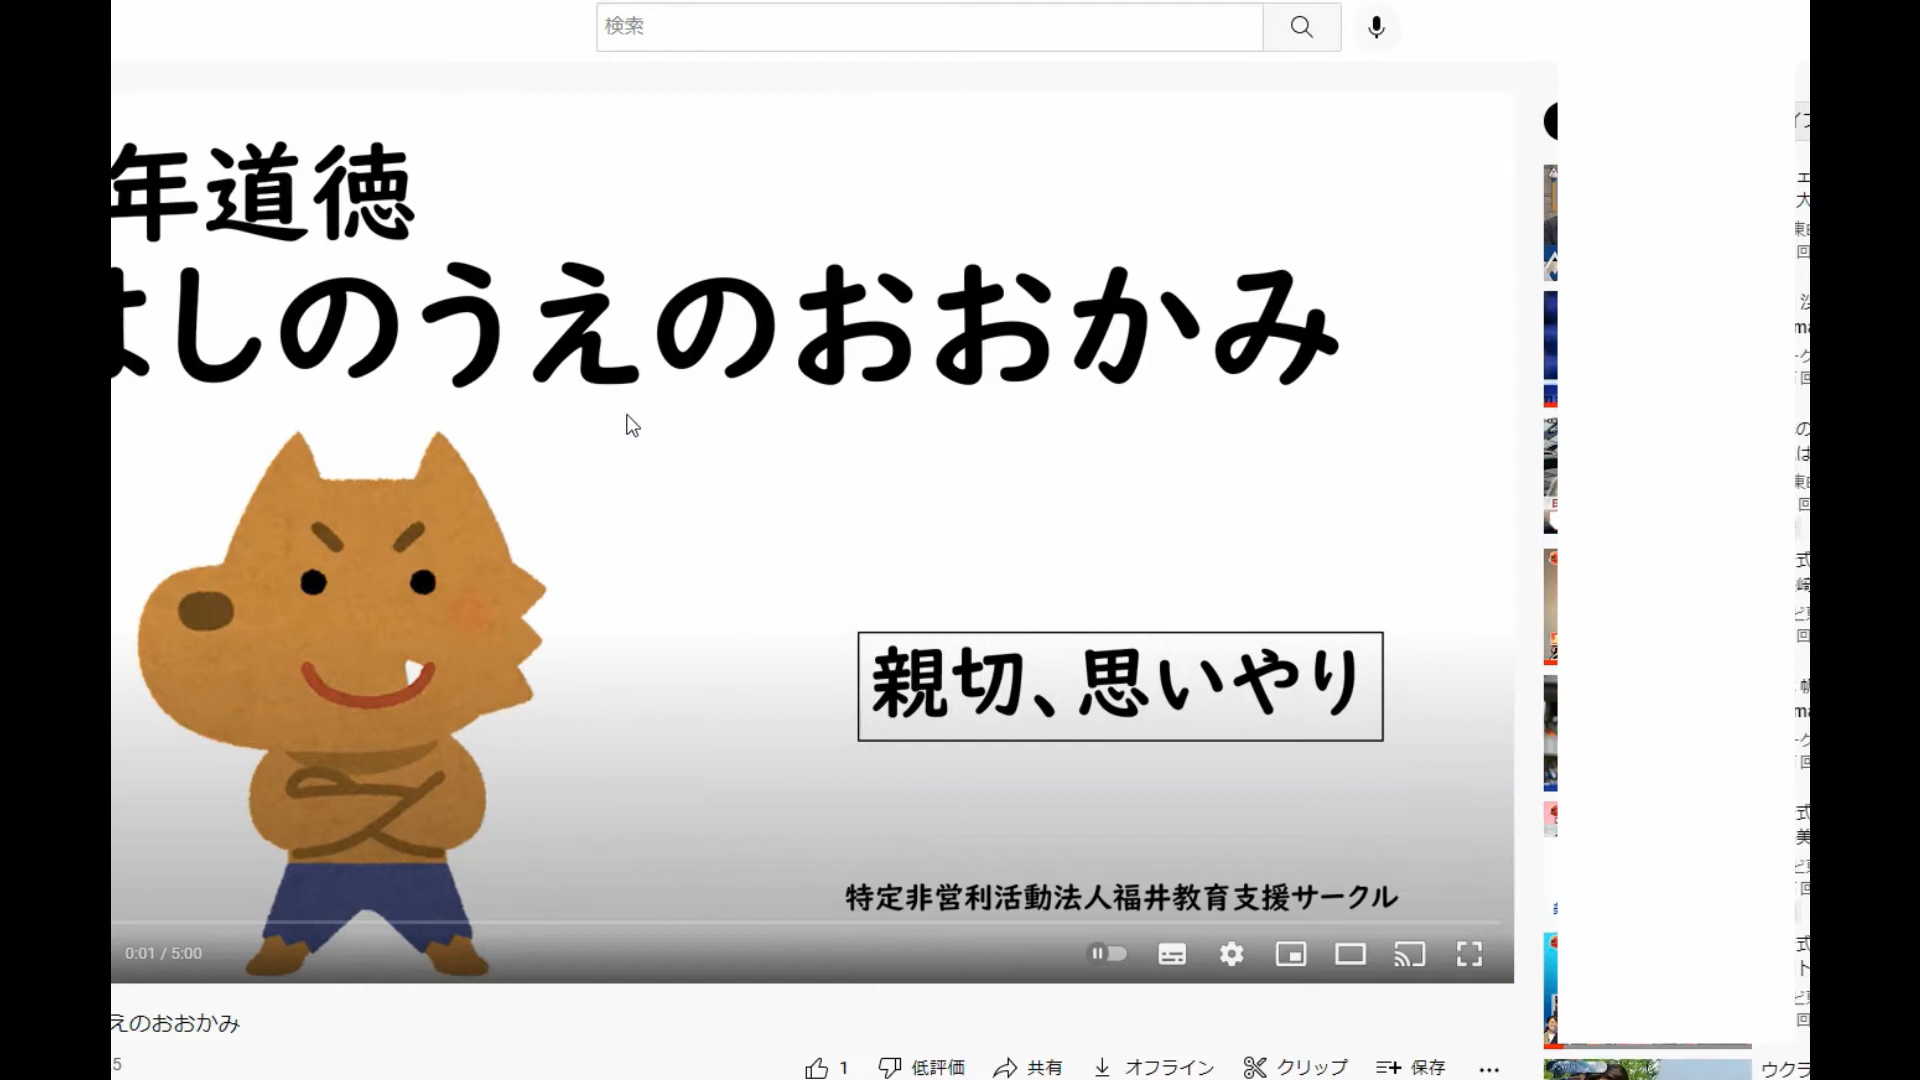 検索
年道徳
はしのうえのおおかみ
親切、思いやり
特定非営利活動法人福井教育支援サークル
0:01 / 5:00
えのおおかみ
5
1
低評価
共有
オフライン
クリップ
保存
ウクラ